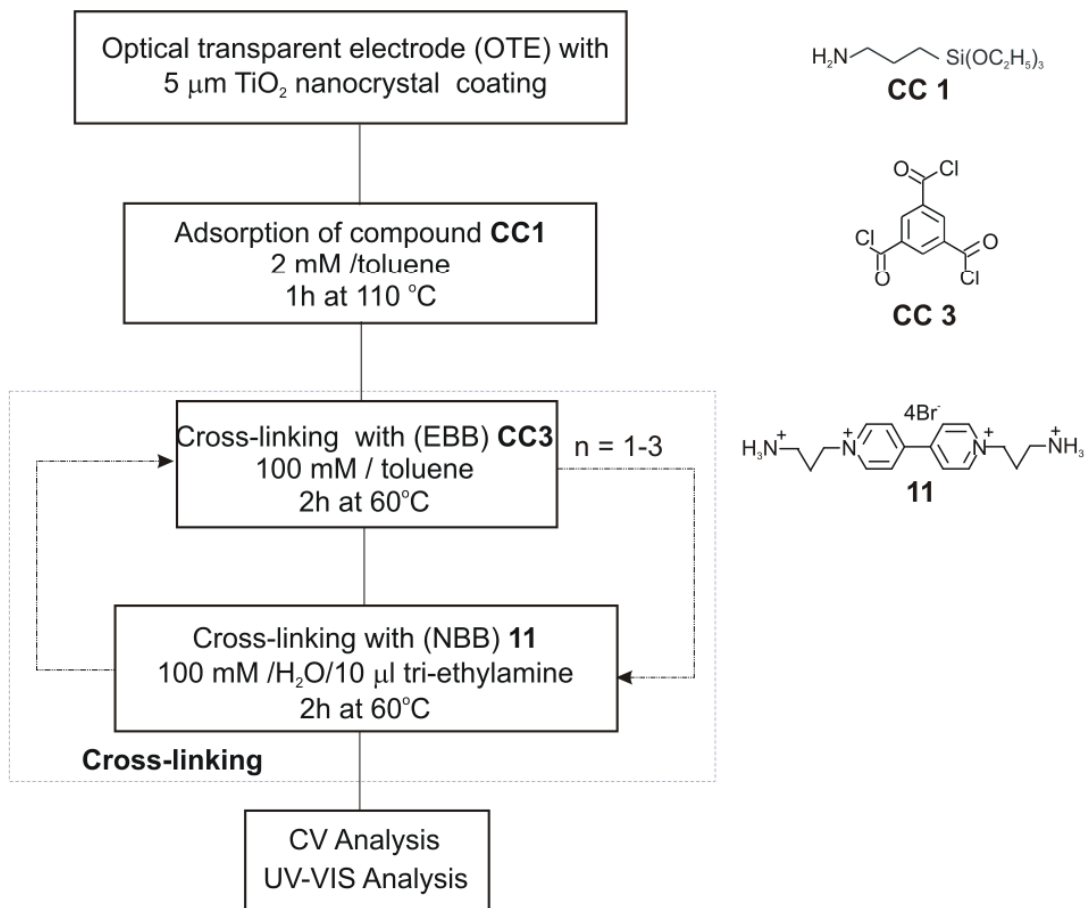 Optical transparent electrode (OTE) with
5 μm TiO₂ nanocrystal coating
Adsorption of compound CC1
2 mM /toluene
1h at 110 °C
Cross-linking with (EBB) CC3
100 mM / toluene
2h at 60°C
n = 1-3
Cross-linking with (NBB) 11
100 mM /H₂O/10 μl tri-ethylamine
2h at 60°C
Cross-linking
CV Analysis
UV-VIS Analysis
H₂N Si(OC₂H₅)₃
CC 1
O Cl
Cl O
O Cl
CC 3
4Br⁻
H₃N⁺ N⁺ N⁺ NH₃⁺
11